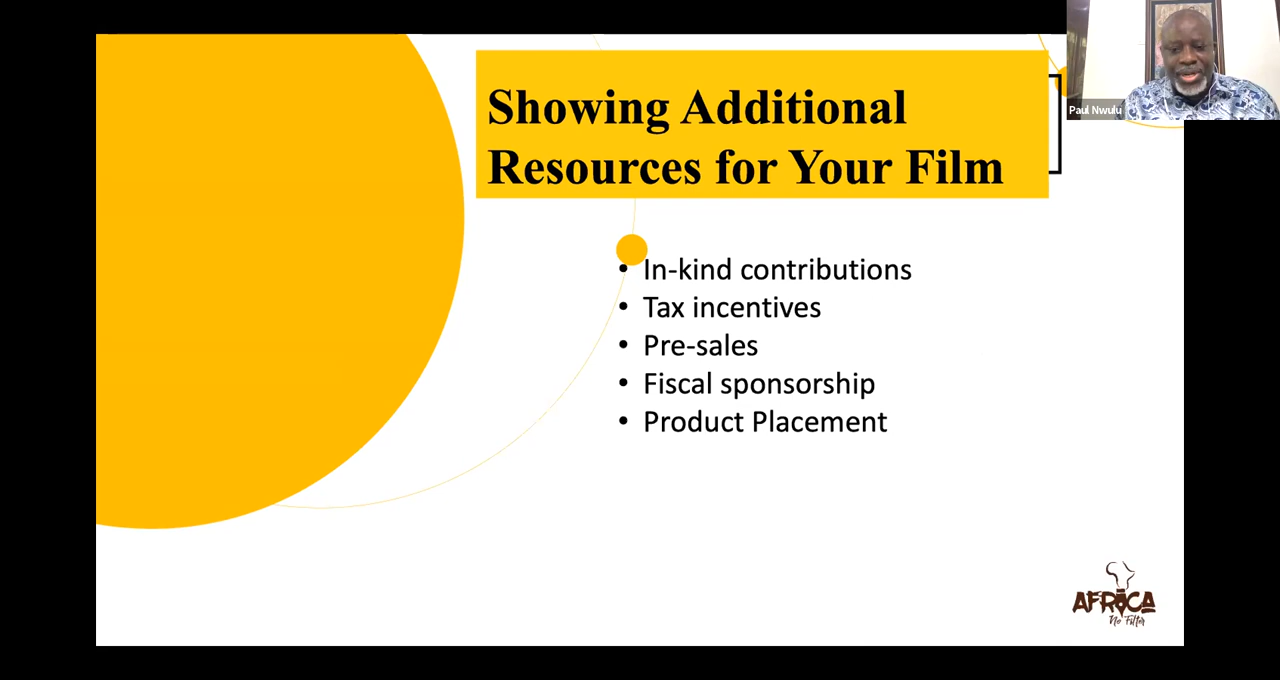 Showing Additional
Resources for Your Film
Paul Nwulu
• In-kind contributions
• Tax incentives
• Pre-sales
• Fiscal sponsorship
• Product Placement
AFRICA
No Filter